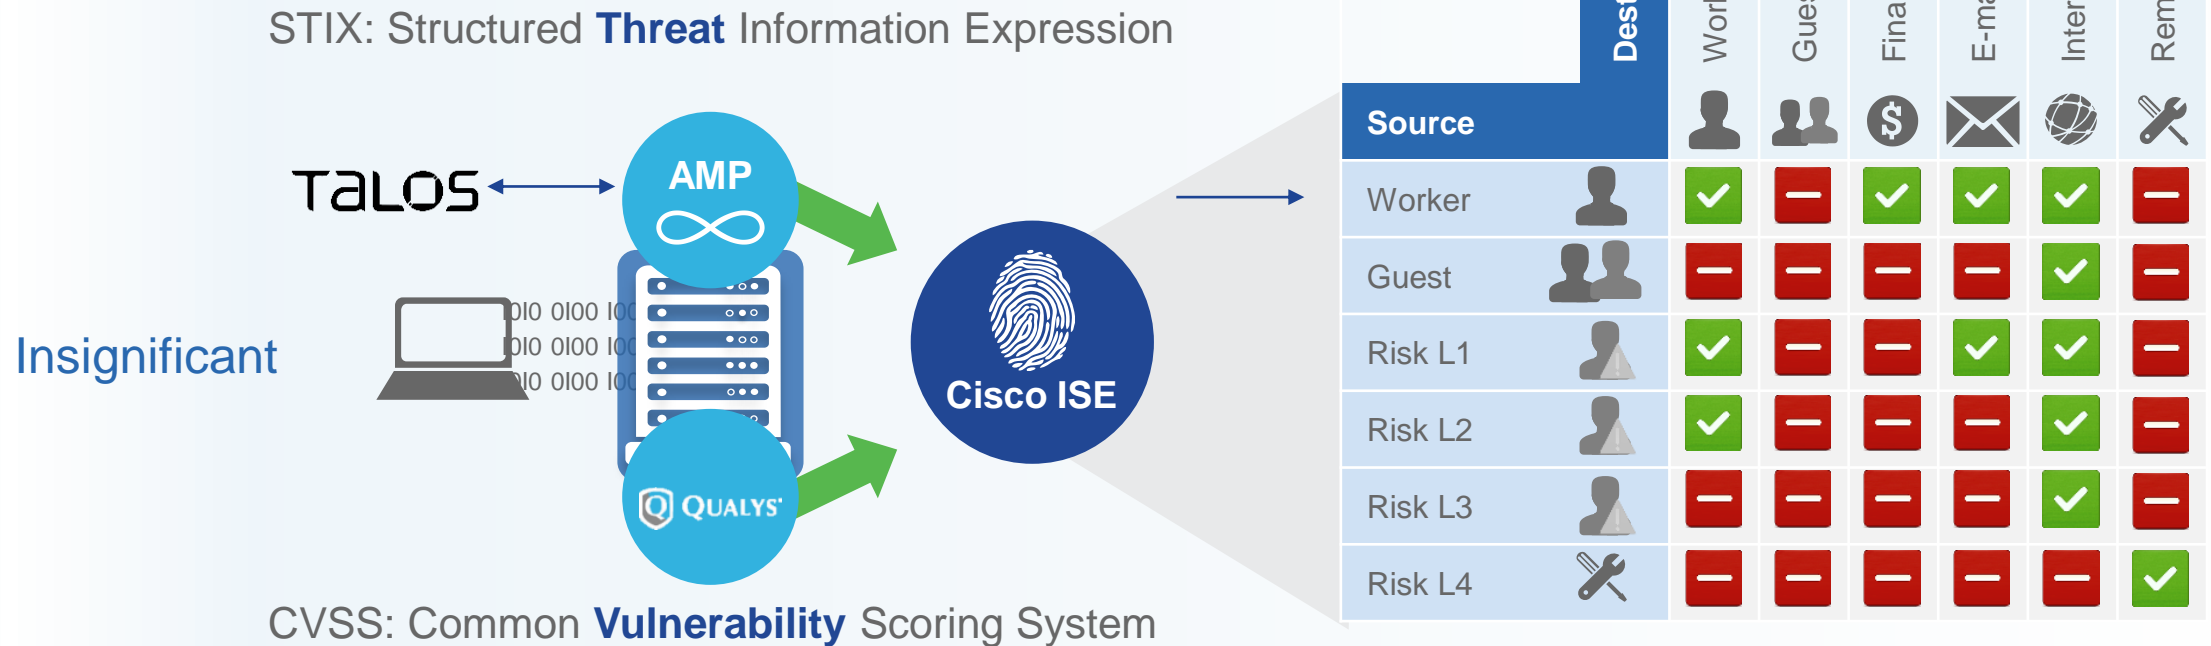 STIX: Structured Threat Information Expression
Source
TALOS
AMP
Worker
Guest
Insignificant
Cisco ISE
Risk L1
Risk L2
QUALYS
Risk L3
Risk L4
CVSS: Common Vulnerability Scoring System